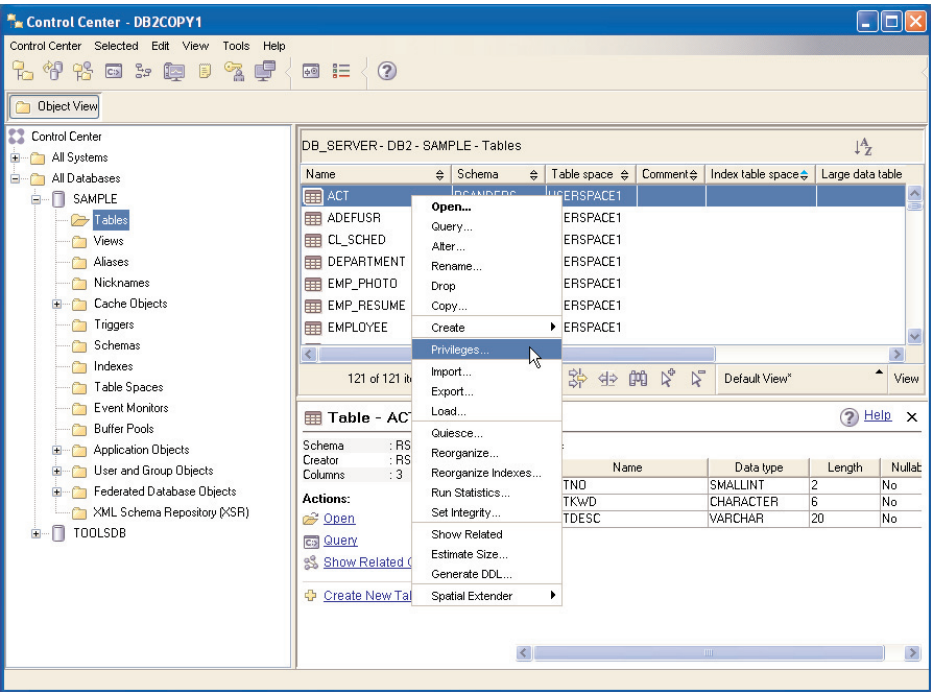 Control Center - DB2COPY1
Control Center Selected Edit View Tools Help
Object View
Control Center
All Systems
All Databases
SAMPLE
Tables
Views
Aliases
Nicknames
Cache Objects
Triggers
Schemas
Indexes
Table Spaces
Event Monitors
Buffer Pools
Application Objects
User and Group Objects
Federated Database Objects
XML Schema Repository (XSR)
TOOLSDB
DB_SERVER - DB2 - SAMPLE - Tables
Name Schema Table space Comment Index table space Large data table
ACT RSANDERS USERSPACE1
ADEFUSR ERSPACE1
CL_SCHED ERSPACE1
DEPARTMENT ERSPACE1
EMP_PHOTO ERSPACE1
EMP_RESUME ERSPACE1
EMPLOYEE ERSPACE1
121 of 121 it
Default View* View
Open...
Query...
Alter...
Rename...
Drop
Copy...
Create
Privileges...
Import...
Export...
Load...
Quiesce...
Reorganize...
Reorganize Indexes...
Run Statistics...
Set Integrity...
Show Related
Estimate Size...
Generate DDL...
Spatial Extender
Table - AC
Help
Schema : RS
Creator : RS
Columns : 3
Actions:
Open
Query
Show Related
Create New Tal
Name Data type Length Nullab
TNO SMALLINT 2 No
TKWD CHARACTER 6 No
TDESC VARCHAR 20 No